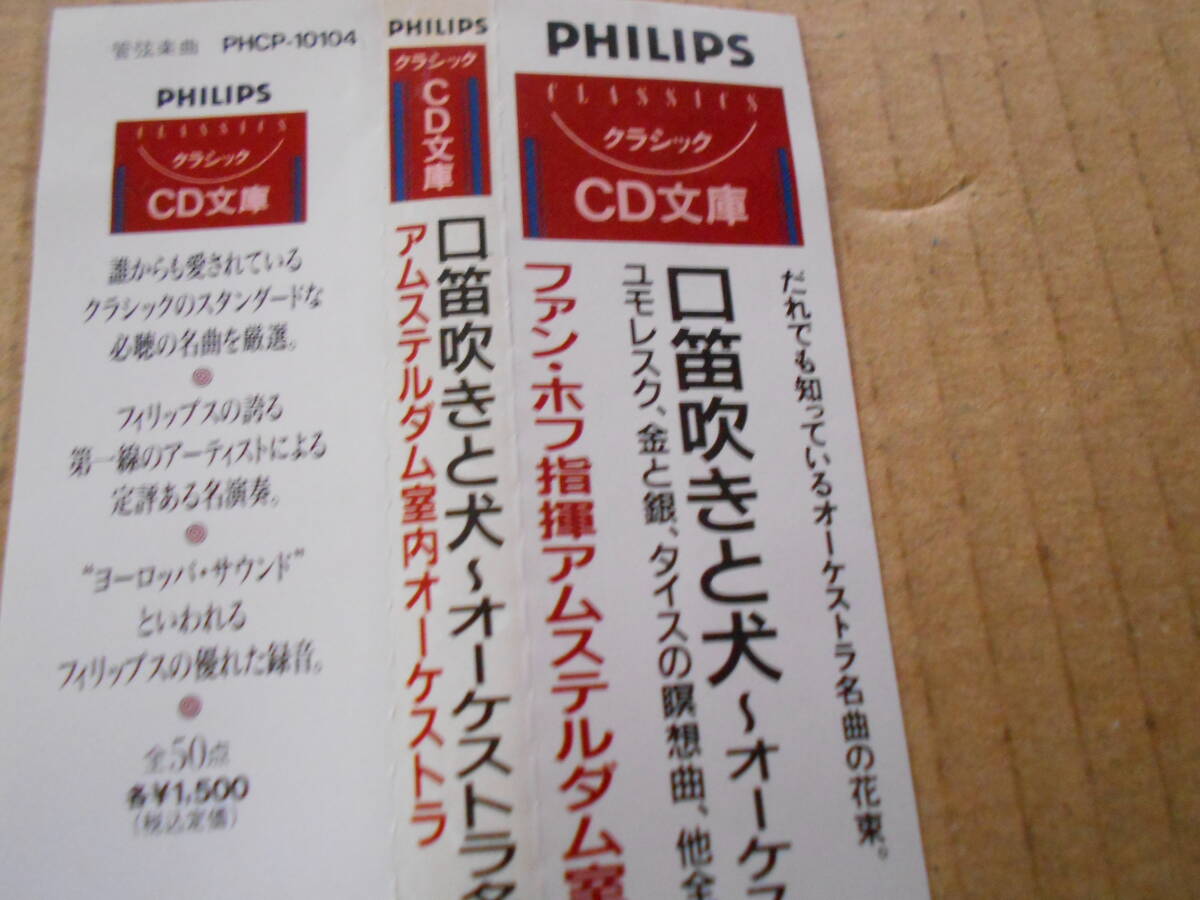 管弦楽曲 PHCP-10104
PHILIPS
CLASSICS
クラシック
CD文庫
誰からも愛されている
クラシックのスタンダードな
必聴の名曲を厳選。
フィリップスの誇る
第一線のアーティストによる
定評ある名演奏。
“ヨーロッパ・サウンド”
といわれる
フィリップスの優れた録音。
全50点
各¥1,500
(税込定価)
PHILIPS
クラシック
CD文庫
口笛吹きと犬〜オーケストラ名
アムステルダム室内オーケストラ
PHILIPS
CLASSICS
クラシック
CD文庫
だれでも知っているオーケストラ名曲の花束。
口笛吹きと犬〜オーケス
ユモレスク、金と銀、タイスの瞑想曲、他全
ファン・ホフ指揮アムステルダム室